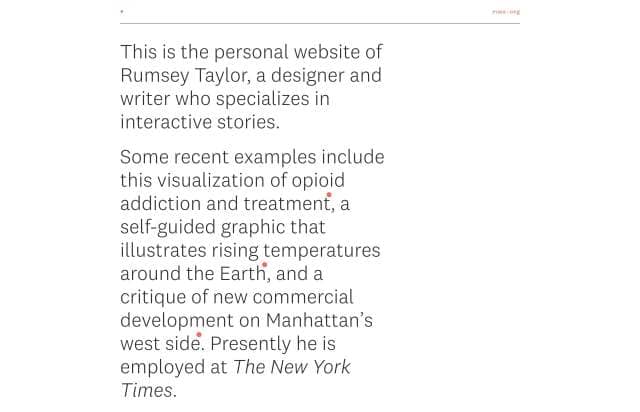 This is the personal website of
Rumsey Taylor, a designer and
writer who specializes in
interactive stories.
Some recent examples include
this visualization of opioid
addiction and treatment, a
self-guided graphic that
illustrates rising temperatures
around the Earth, and a
critique of new commercial
development on Manhattan’s
west side. Presently he is
employed at The New York
Times.